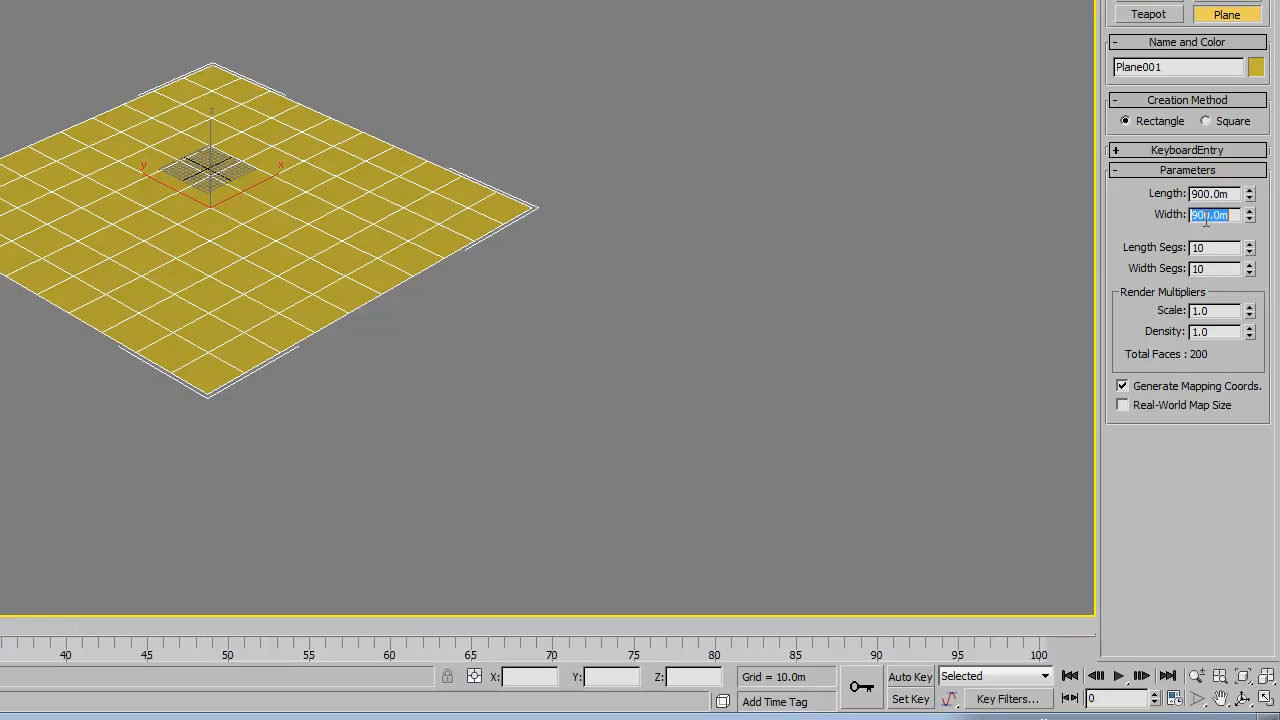 Teapot Plane
- Name and Color
Plane001
- Creation Method
Rectangle Square
+ KeyboardEntry
- Parameters
Length: 900.0m
Width: 900.0m
Length Segs: 10
Width Segs: 10
Render Multipliers
Scale: 1.0
Density: 1.0
Total Faces : 200
Generate Mapping Coords.
Real-World Map Size
z
y x
40 45 50 55 60 65 70 75 80 85 90 95 100
X: Y: Z: Grid = 10.0m Auto Key Selected
Add Time Tag Set Key Key Filters... 0